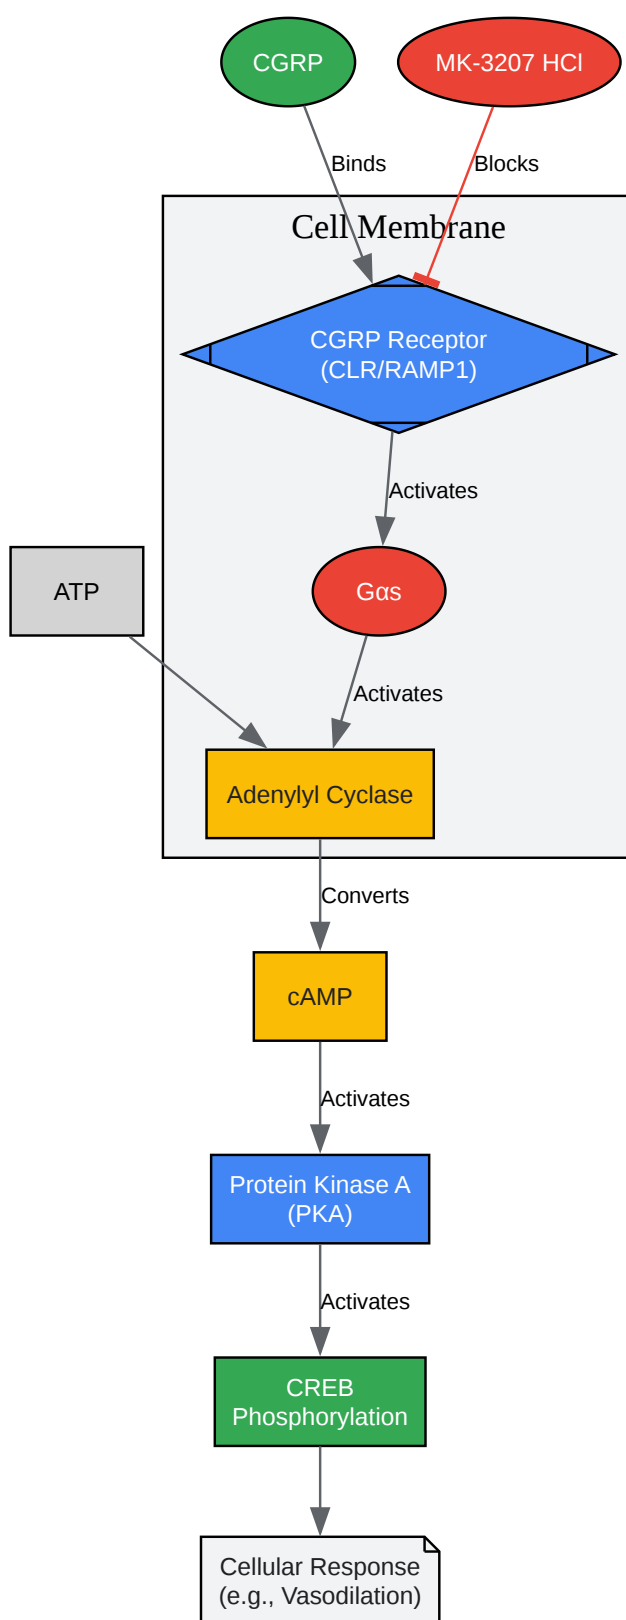 CGRP
MK-3207 HCl
Binds
Blocks
Cell Membrane
CGRP Receptor
(CLR/RAMP1)
Activates
ATP
Gαs
Activates
Adenylyl Cyclase
Converts
cAMP
Activates
Protein Kinase A
(PKA)
Activates
CREB
Phosphorylation
Cellular Response
(e.g., Vasodilation)